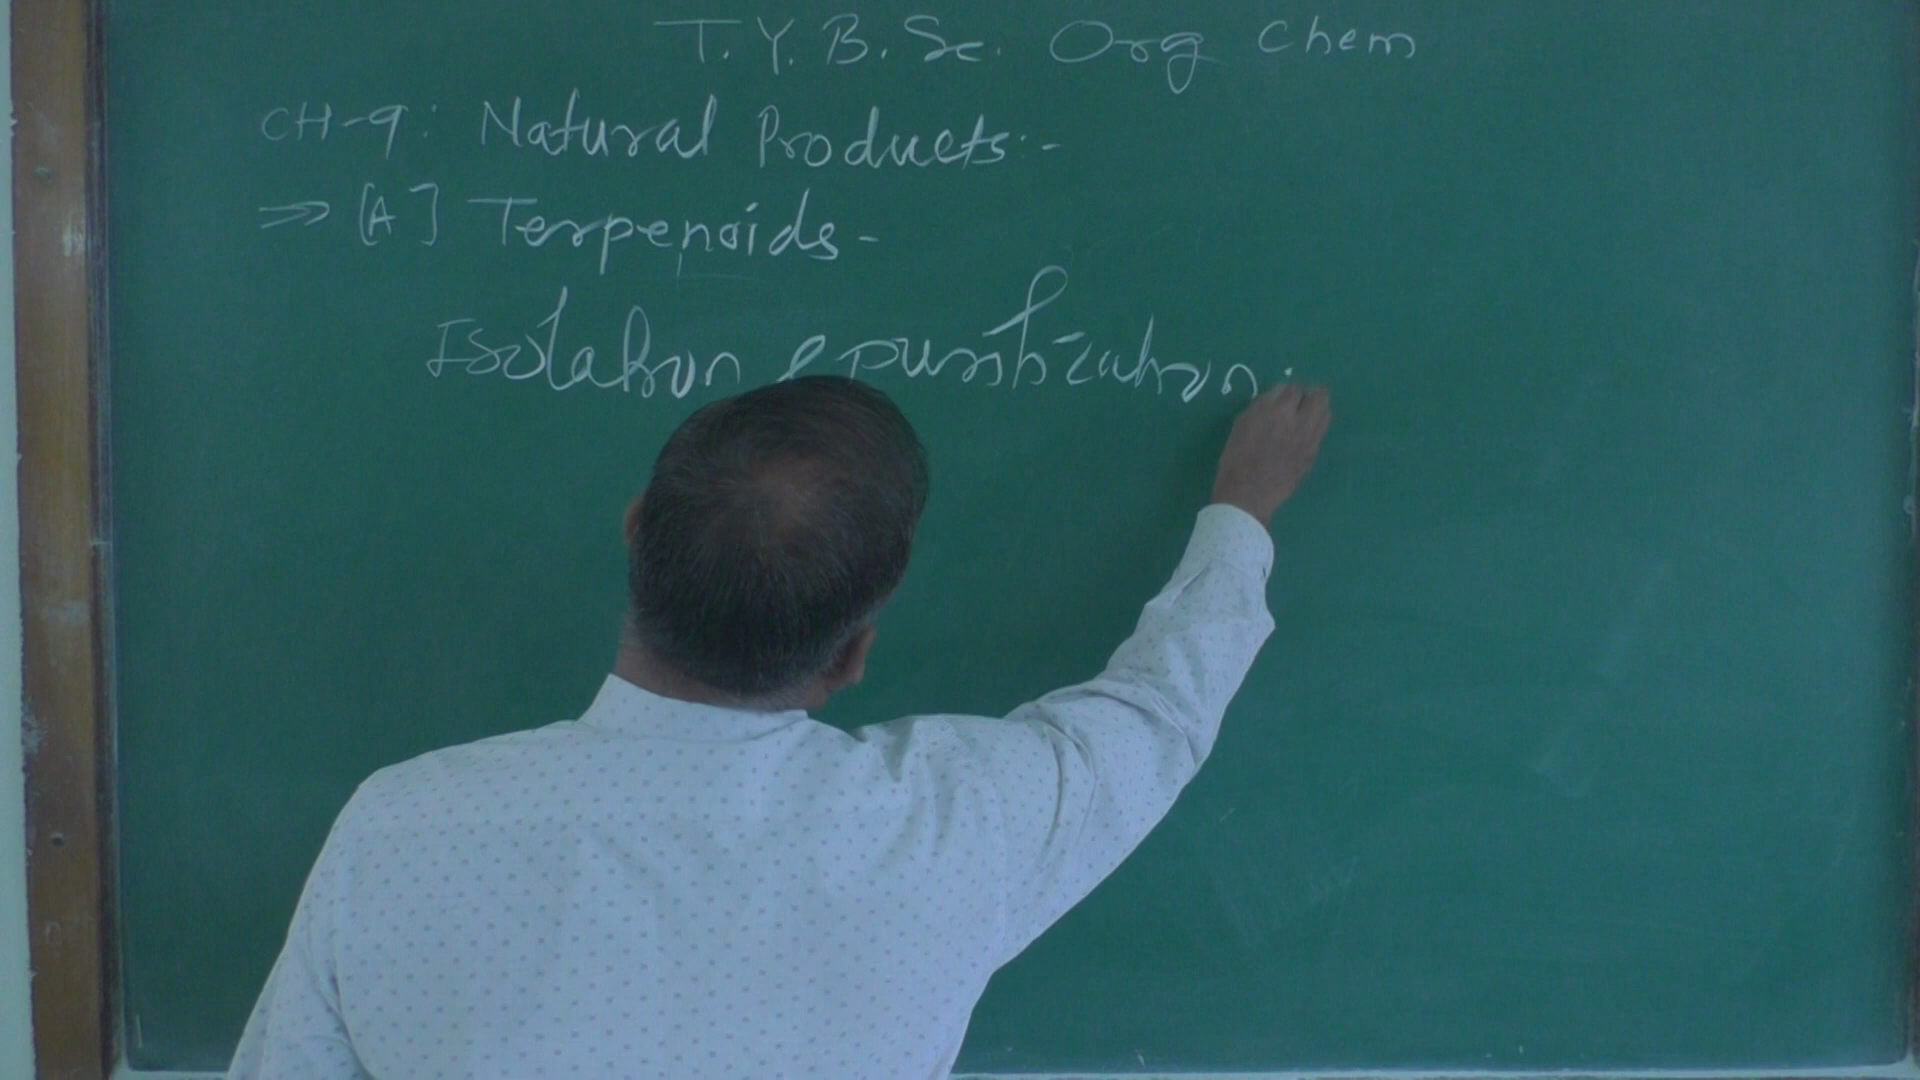 T.Y.B.Sc. Org Chem
CH-9: Natural Products:-
⇒ [A] Terpenoids-
Isolation & purification: